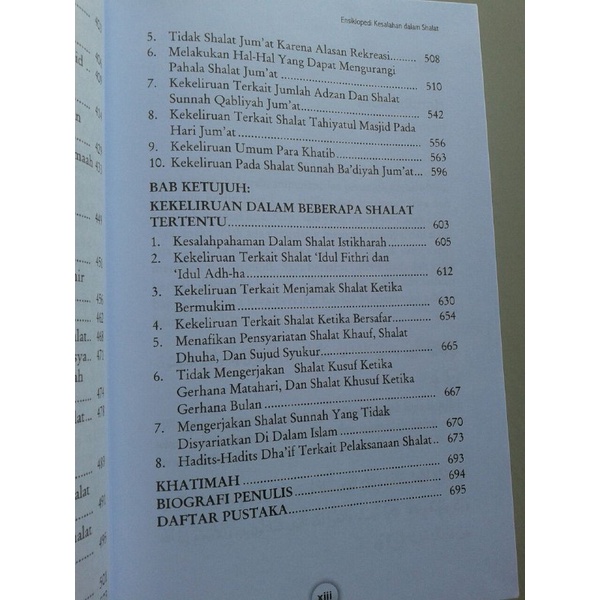 Ensiklopedi Kesalahan dalam Shalat
5. Tidak Shalat Jum'at Karena Alasan Rekreasi........ 508
6. Melakukan Hal-Hal Yang Dapat Mengurangi
Pahala Shalat Jum'at ........ 510
7. Kekeliruan Terkait Jumlah Adzan Dan Shalat
Sunnah Qabliyah Jum'at........ 542
8. Kekeliruan Terkait Shalat Tahiyatul Masjid Pada
Hari Jum'at ........ 556
9. Kekeliruan Umum Para Khatib........ 563
10. Kekeliruan Pada Shalat Sunnah Ba'diyah Jum'at... 596
BAB KETUJUH:
KEKELIRUAN DALAM BEBERAPA SHALAT
TERTENTU........ 603
1. Kesalahpahaman Dalam Shalat Istikharah........ 605
2. Kekeliruan Terkait Shalat 'Idul Fithri dan
'Idul Adh-ha........ 612
3. Kekeliruan Terkait Menjamak Shalat Ketika
Bermukim ........ 630
4. Kekeliruan Terkait Shalat Ketika Bersafar........ 654
5. Menafikan Pensyariatan Shalat Khauf, Shalat
Dhuha, Dan Sujud Syukur........ 665
6. Tidak Mengerjakan Shalat Kusuf Ketika
Gerhana Matahari, Dan Shalat Khusuf Ketika
Gerhana Bulan ........ 667
7. Mengerjakan Shalat Sunnah Yang Tidak
Disyariatkan Di Dalam Islam ........ 670
8. Hadits-Hadits Dha'if Terkait Pelaksanaan Shalat.. 673
KHATIMAH........ 693
BIOGRAFI PENULIS........ 694
DAFTAR PUSTAKA........ 695
xiii